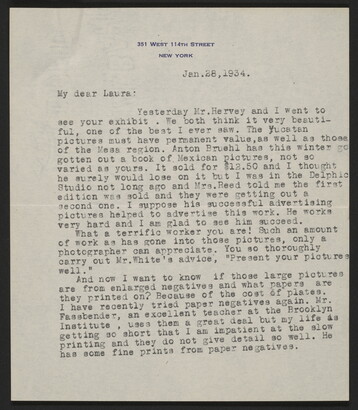 351 WEST 114TH STREET
NEW YORK
Jan.28,1934.
My dear Laura:
Yesterday Mr.Hervey and I went to
see your exhibit . We both think it very beauti-
ful, one of the best I ever saw. The Yucatan
pictures must have permanent value,as well as those
of the Mesa region. Anton Bruehl has this winter
gotten out a book of Mexican pictures, not so
varied as yours. It sold for $12.50 and I thought
he surely would lose on it but I was in the Delphic
Studio not long ago and Mrs.Reed told me the first
edition was sold and they were getting out a
second one. I suppose his successful advertising
pictures helped to advertise this work. He works
very hard and I am glad to see him succeed.
What a terrific worker you are! Such an amount
of work as has gone into those pictures, only a
photographer can appreciate. You so thoroughly
carry out Mr.White's advice, "Present your pictures
well."
And now I want to know if those large pictures
are from enlarged negatives and what papers are
they printed on? Because of the cost of plates.
I have recently tried paper negatives again. Mr.
Fassbender, an excellent teacher at the Brooklyn
Institute , uses them a great deal but my life is
getting so short that I am impatient at the slow
printing and they do not give detail so well. He
has some fine prints from paper negatives.